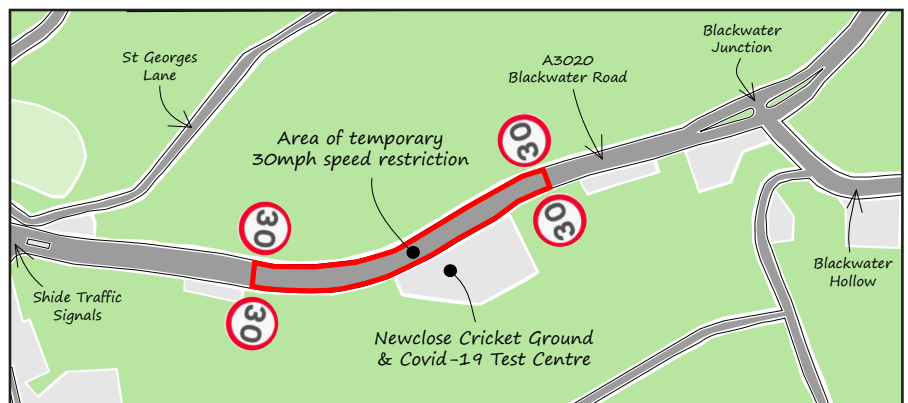 St Georges
Lane
A3020
Blackwater Road
Blackwater
Junction
Area of temporary
30mph speed restriction
30
30
30
30
Shide Traffic
Signals
Newclose Cricket Ground
& Covid-19 Test Centre
Blackwater
Hollow